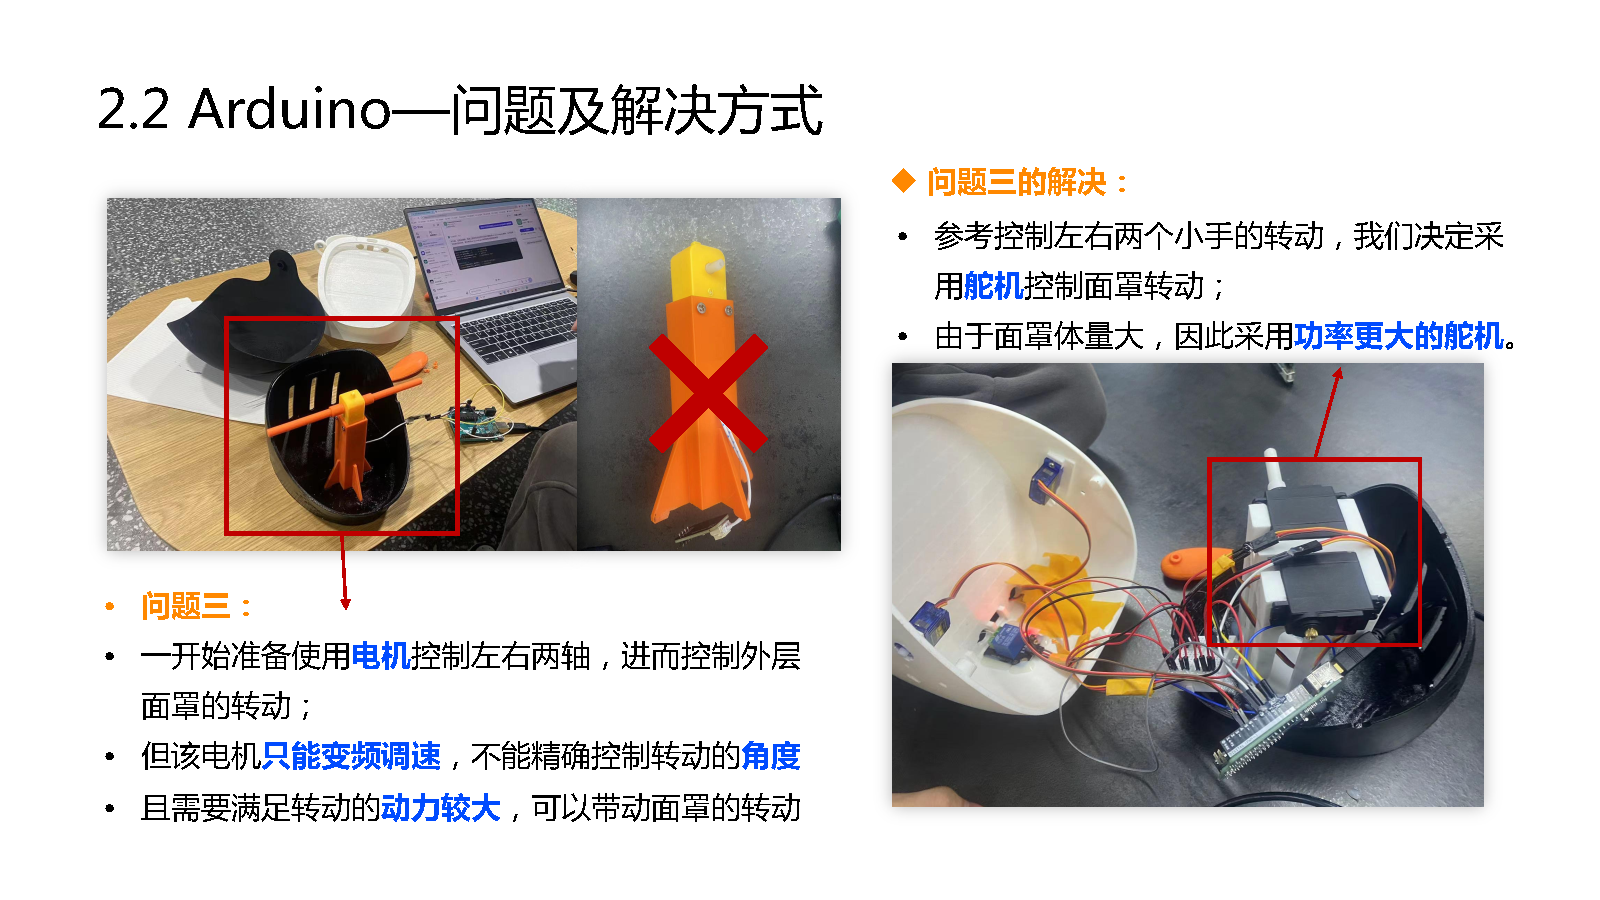 2.2 Arduino—问题及解决方式
问题三：
一开始准备使用电机控制左右两轴，进而控制外层
面罩的转动；
但该电机只能变频调速，不能精确控制转动的角度
且需要满足转动的动力较大，可以带动面罩的转动
问题三的解决：
参考控制左右两个小手的转动，我们决定采
用舵机控制面罩转动；
由于面罩体量大，因此采用功率更大的舵机。